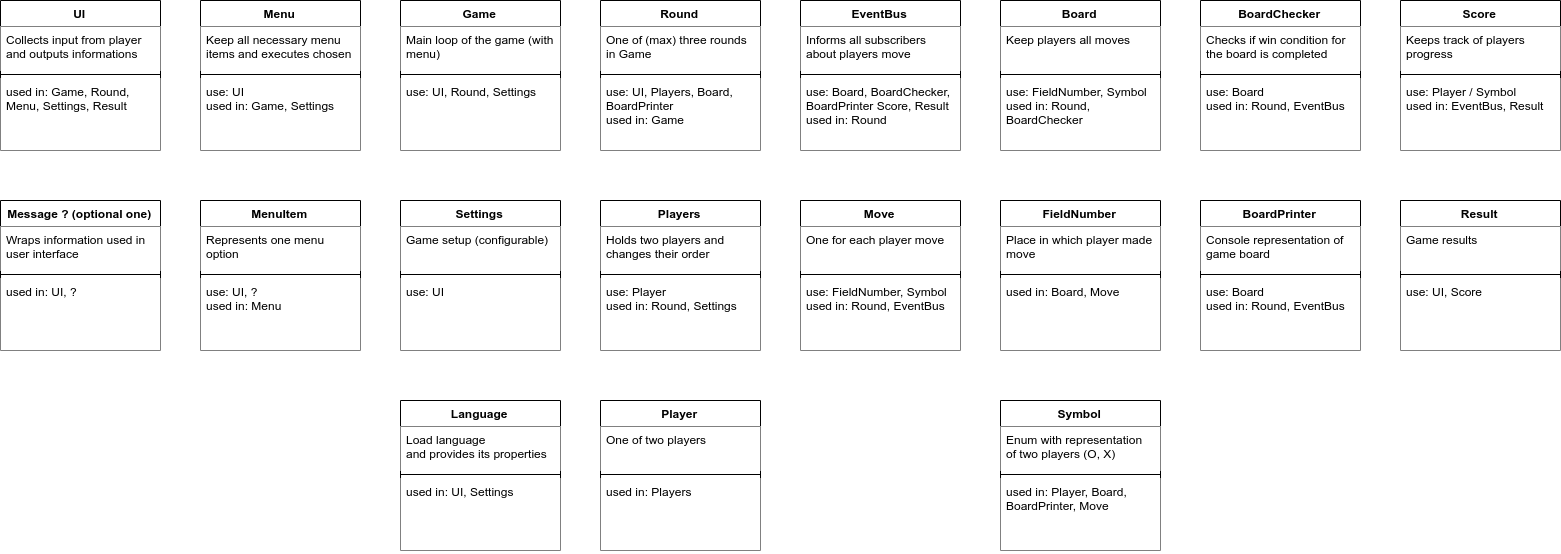 UI
Collects input from player
and outputs informations
used in: Game, Round,
Menu, Settings, Result
Menu
Keep all necessary menu
items and executes chosen
use: UI
used in: Game, Settings
Game
Main loop of the game (with
menu)
use: UI, Round, Settings
Round
One of (max) three rounds
in Game
use: UI, Players, Board,
BoardPrinter
used in: Game
EventBus
Informs all subscribers
about players move
use: Board, BoardChecker,
BoardPrinter Score, Result
used in: Round
Board
Keep players all moves
use: FieldNumber, Symbol
used in: Round,
BoardChecker
BoardChecker
Checks if win condition for
the board is completed
use: Board
used in: Round, EventBus
Score
Keeps track of players
progress
use: Player / Symbol
used in: EventBus, Result
Message ? (optional one)
Wraps information used in
user interface
used in: UI, ?
MenuItem
Represents one menu
option
use: UI, ?
used in: Menu
Settings
Game setup (configurable)
use: UI
Players
Holds two players and
changes their order
use: Player
used in: Round, Settings
Move
One for each player move
use: FieldNumber, Symbol
used in: Round, EventBus
FieldNumber
Place in which player made
move
used in: Board, Move
BoardPrinter
Console representation of
game board
use: Board
used in: Round, EventBus
Result
Game results
use: UI, Score
Language
Load language
and provides its properties
used in: UI, Settings
Player
One of two players
used in: Players
Symbol
Enum with representation
of two players (O, X)
used in: Player, Board,
BoardPrinter, Move